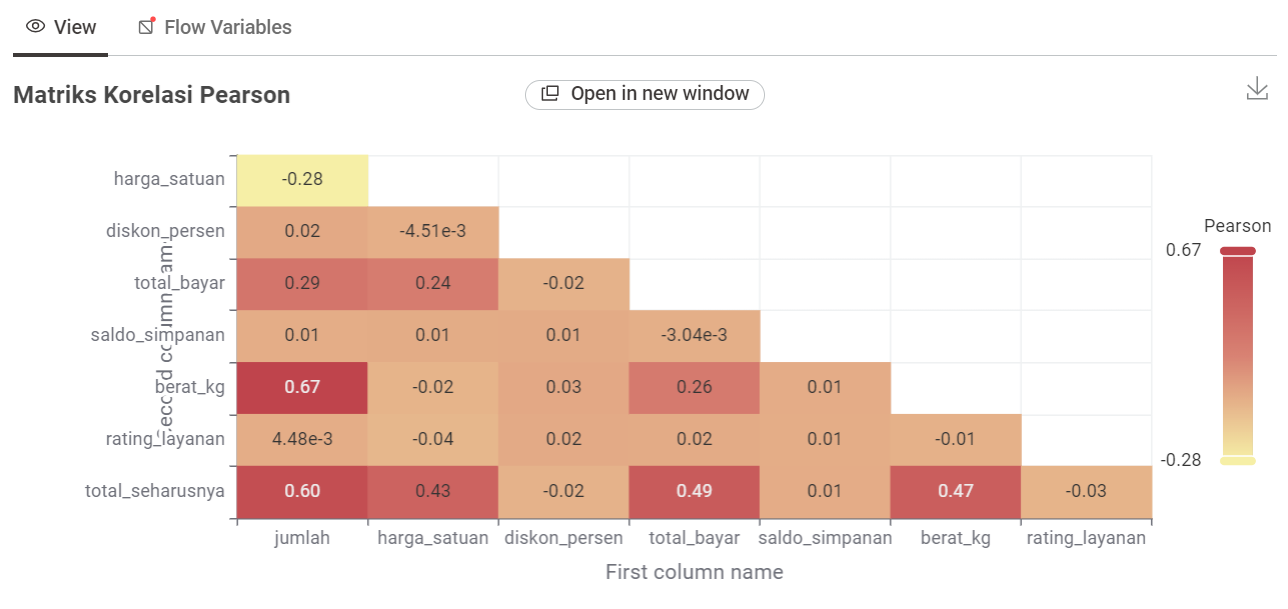 View Flow Variables
Matriks Korelasi Pearson Open in new window
Pearson
0.67
-0.28
harga_satuan -0.28
diskon_persen 0.02 -4.51e-3
total_bayar 0.29 0.24 -0.02
saldo_simpanan 0.01 0.01 0.01 -3.04e-3
berat_kg 0.67 -0.02 0.03 0.26 0.01
rating_layanan 4.48e-3 -0.04 0.02 0.02 0.01 -0.01
total_seharusnya 0.60 0.43 -0.02 0.49 0.01 0.47 -0.03
jumlah harga_satuan diskon_persen total_bayar saldo_simpanan berat_kg rating_layanan
First column name